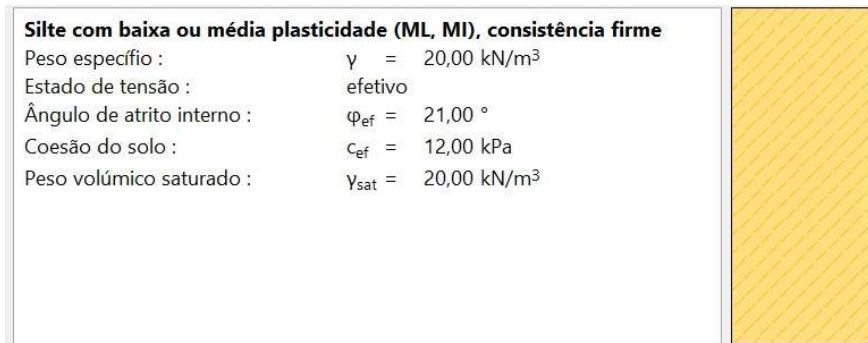 Silte com baixa ou média plasticidade (ML, MI), consistência firme
Peso específio : γ = 20,00 kN/m³
Estado de tensão : efetivo
Ângulo de atrito interno : φef = 21,00 °
Coesão do solo : cef = 12,00 kPa
Peso volúmico saturado : γsat = 20,00 kN/m³